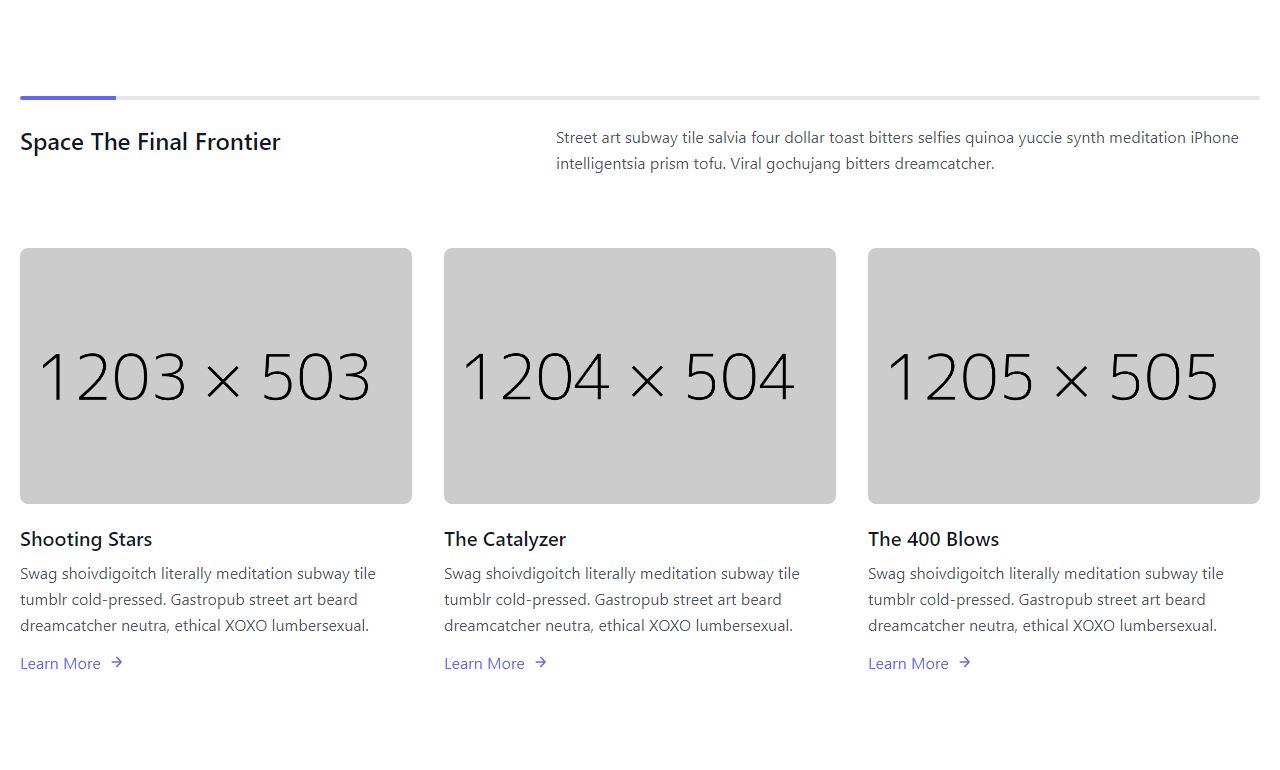 Space The Final Frontier
Street art subway tile salvia four dollar toast bitters selfies quinoa yuccie synth meditation iPhone
intelligentsia prism tofu. Viral gochujang bitters dreamcatcher.
1203 × 503
Shooting Stars
Swag shoivdigoitch literally meditation subway tile
tumblr cold-pressed. Gastropub street art beard
dreamcatcher neutra, ethical XOXO lumbersexual.
Learn More →
1204 × 504
The Catalyzer
Swag shoivdigoitch literally meditation subway tile
tumblr cold-pressed. Gastropub street art beard
dreamcatcher neutra, ethical XOXO lumbersexual.
Learn More →
1205 × 505
The 400 Blows
Swag shoivdigoitch literally meditation subway tile
tumblr cold-pressed. Gastropub street art beard
dreamcatcher neutra, ethical XOXO lumbersexual.
Learn More →